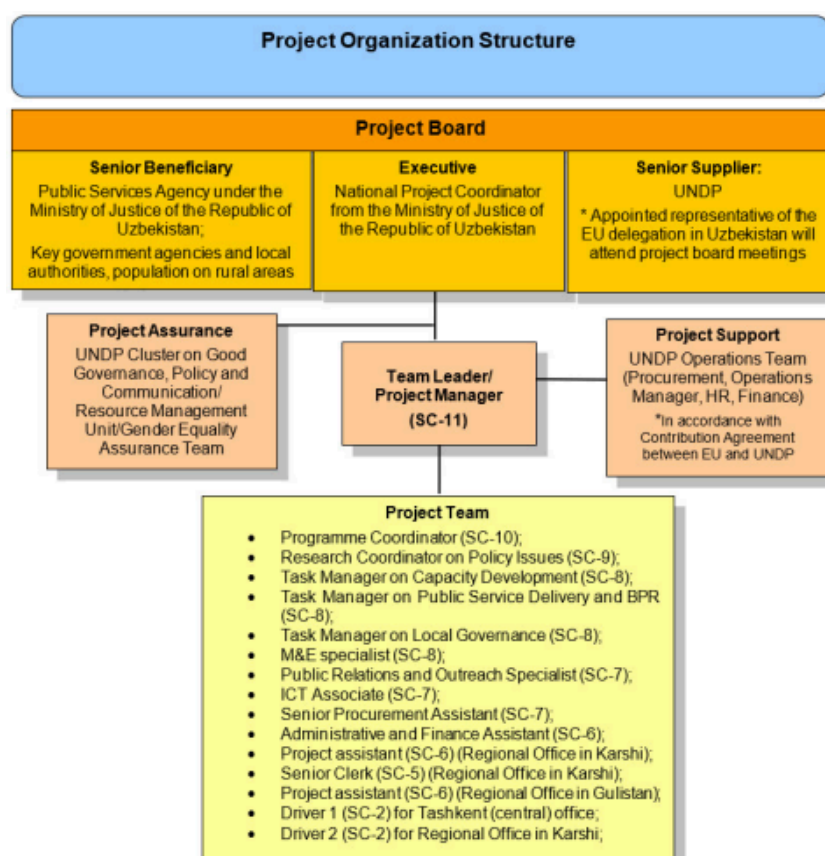 Project Organization Structure
Project Board
Senior Beneficiary
Public Services Agency under the
Ministry of Justice of the Republic of
Uzbekistan;
Key government agencies and local
authorities, population on rural areas
Executive
National Project Coordinator
from the Ministry of Justice of
the Republic of Uzbekistan
Senior Supplier:
UNDP
* Appointed representative of the
EU delegation in Uzbekistan will
attend project board meetings
Project Assurance
UNDP Cluster on Good
Governance, Policy and
Communication/
Resource Management
Unit/Gender Equality
Assurance Team
Team Leader/
Project Manager
(SC-11)
Project Support
UNDP Operations Team
(Procurement, Operations
Manager, HR, Finance)
*In accordance with
Contribution Agreement
between EU and UNDP
Project Team
• Programme Coordinator (SC-10);
• Research Coordinator on Policy Issues (SC-9);
• Task Manager on Capacity Development (SC-8);
• Task Manager on Public Service Delivery and BPR
(SC-8);
• Task Manager on Local Governance (SC-8);
• M&E specialist (SC-8);
• Public Relations and Outreach Specialist (SC-7);
• ICT Associate (SC-7);
• Senior Procurement Assistant (SC-7);
• Administrative and Finance Assistant (SC-6);
• Project assistant (SC-6) (Regional Office in Karshi);
• Senior Clerk (SC-5) (Regional Office in Karshi);
• Project assistant (SC-6) (Regional Office in Gulistan);
• Driver 1 (SC-2) for Tashkent (central) office;
• Driver 2 (SC-2) for Regional Office in Karshi;